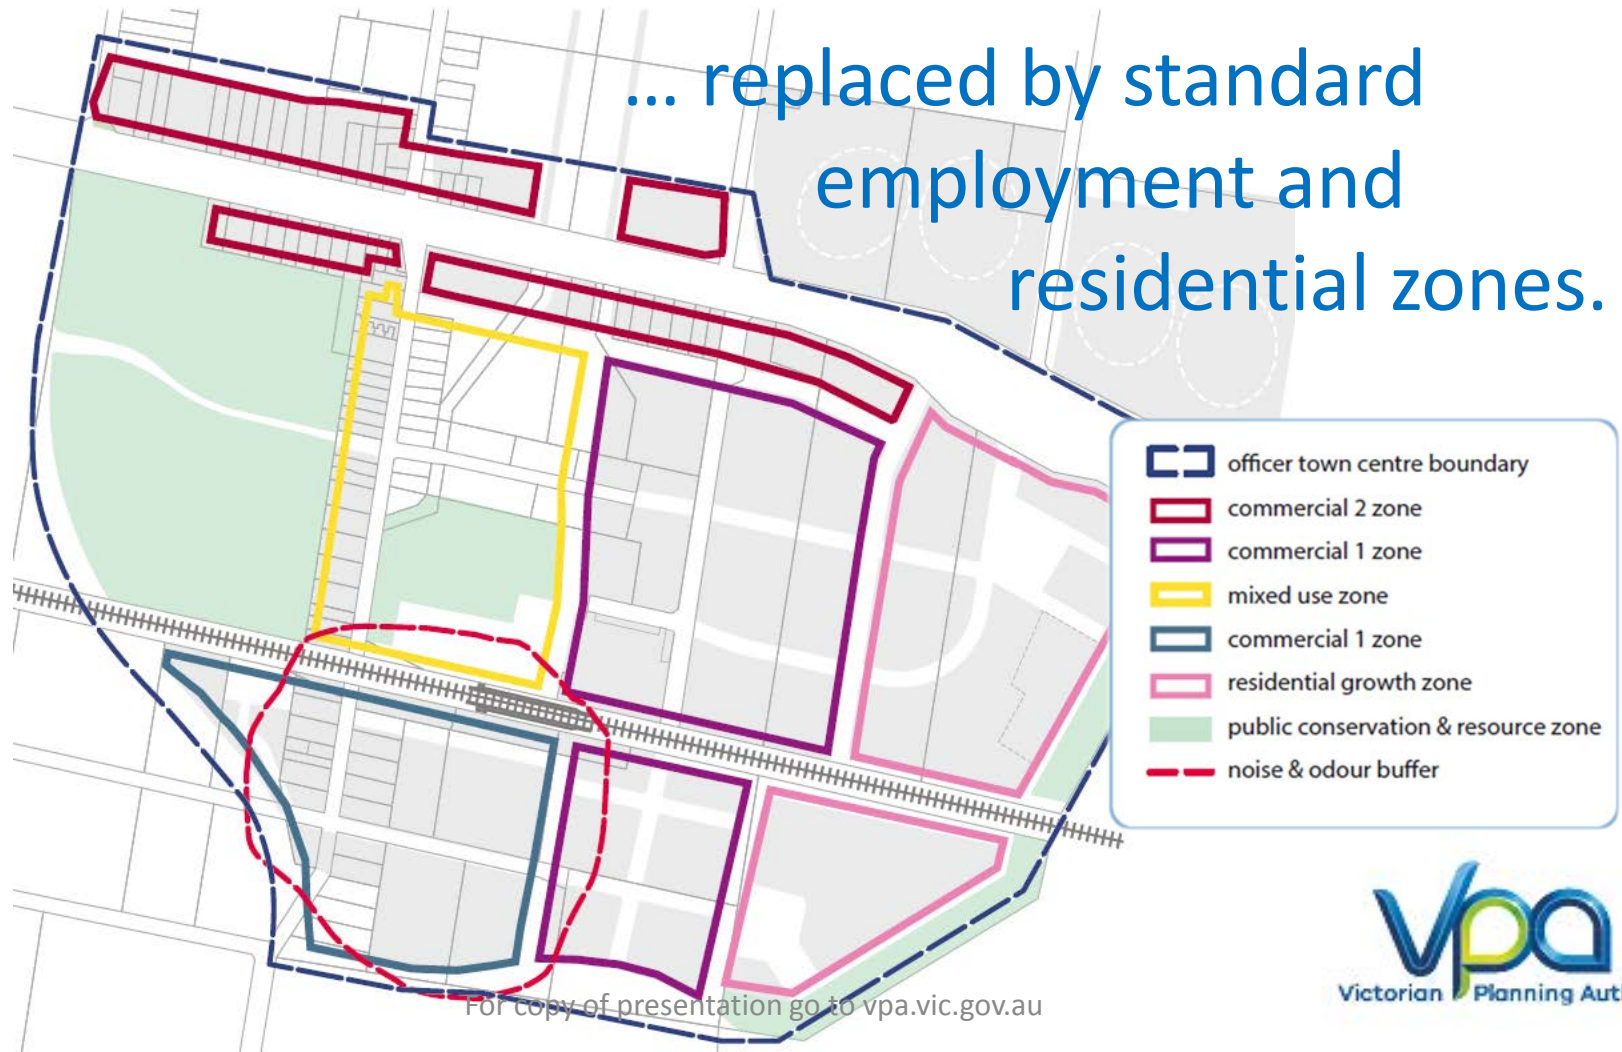 ... replaced by standard
employment and
residential zones.
officer town centre boundary
commercial 2 zone
commercial 1 zone
mixed use zone
commercial 1 zone
residential growth zone
public conservation & resource zone
noise & odour buffer
vpa
Victorian Planning Aut
For copy of presentation go to vpa.vic.gov.au